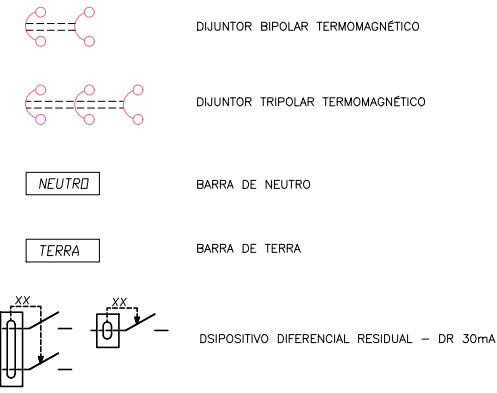 DIJUNTOR BIPOLAR TERMOMAGNÉTICO
DIJUNTOR TRIPOLAR TERMOMAGNÉTICO
NEUTRO BARRA DE NEUTRO
TERRA BARRA DE TERRA
XX XX
DSIPOSITIVO DIFERENCIAL RESIDUAL – DR 30mA